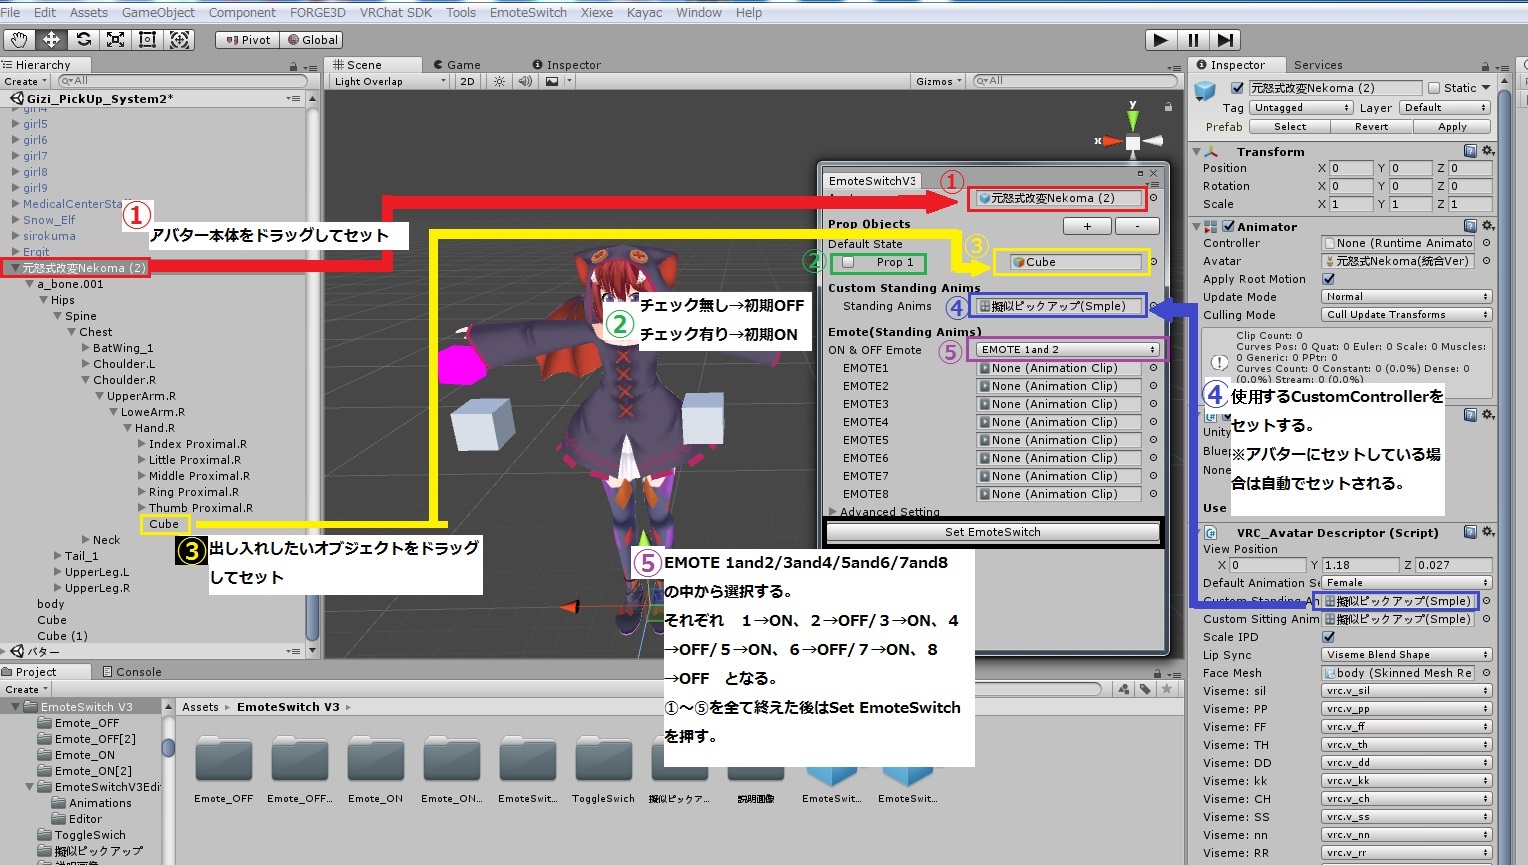 File Edit Assets GameObject Component FORGE3D VRChat SDK Tools EmoteSwitch Xiexe Kayac Window Help
Pivot Global
Hierarchy
Create All
Gizi_PickUp_System2*
girl4
girl5
girl6
girl7
girl8
girl9
MedicalCenterSta
Snow_Elf
sirokuma
Ergit
元怒式改変Nekoma (2)
a_bone.001
Hips
Spine
Chest
BatWing_1
Choulder.L
Choulder.R
UpperArm.R
LoweArm.R
Hand.R
Index Proximal.R
Little Proximal.R
Middle Proximal.R
Ring Proximal.R
Thumb Proximal.R
Cube
Neck
Tail_1
UpperLeg.L
UpperLeg.R
body
Cube
Cube (1)
バター
Scene Game Inspector
Light Overlap 2D Gizmos All
y
x
①
アバター本体をドラッグしてセット
②
チェック無し→初期OFF
チェック有り→初期ON
③
出し入れしたいオブジェクトをドラッグ
してセット
EmoteSwitchV3
① 元怒式改変Nekoma (2)
Prop Objects + -
Default State
② Prop 1 ③ Cube
Custom Standing Anims
Standing Anims ④ 擬似ピックアップ(Smple)
Emote(Standing Anims)
ON & OFF Emote ⑤ EMOTE 1and 2
EMOTE1 None (Animation Clip)
EMOTE2 None (Animation Clip)
EMOTE3 None (Animation Clip)
EMOTE4 None (Animation Clip)
EMOTE5 None (Animation Clip)
EMOTE6 None (Animation Clip)
EMOTE7 None (Animation Clip)
EMOTE8 None (Animation Clip)
Advanced Setting
Set EmoteSwitch
⑤
EMOTE 1and2/3and4/5and6/7and8
の中から選択する。
それぞれ　1→ON、2→OFF/3→ON、4
→OFF/5→ON、6→OFF/7→ON、8
→OFF　となる。
①～⑤を全て終えた後はSet EmoteSwitch
を押す。
Inspector Services
元怒式改変Nekoma (2) Static
Tag Untagged Layer Default
Prefab Select Revert Apply
Transform
Position X 0 Y 0 Z 0
Rotation X 0 Y 0 Z 0
Scale X 1 Y 1 Z 1
Animator
Controller None (Runtime Animato
Avatar 元怒式Nekoma(統合Ver)
Apply Root Motion
Update Mode Normal
Culling Mode Cull Update Transforms
Clip Count: 0
Curves Pos: 0 Quat: 0 Euler: 0 Scale: 0 Muscles:
0 Generic: 0 PPtr: 0
Curves Count: 0 Constant: 0 (0.0%) Dense: 0
(0.0%) Stream: 0 (0.0%)
④
使用するCustomControllerを
セットする。
※アバターにセットしている場
合は自動でセットされる。
Unity
Bluep
None
Use
VRC_Avatar Descriptor (Script)
View Position
X 0 Y 1.18 Z 0.027
Default Animation Se Female
Custom Standing An 擬似ピックアップ(Smple)
Custom Sitting Anim 擬似ピックアップ(Smple)
Scale IPD
Lip Sync Viseme Blend Shape
Face Mesh body (Skinned Mesh Re
Viseme: sil vrc.v_sil
Viseme: PP vrc.v_pp
Viseme: FF vrc.v_ff
Viseme: TH vrc.v_th
Viseme: DD vrc.v_dd
Viseme: kk vrc.v_kk
Viseme: CH vrc.v_ch
Viseme: SS vrc.v_ss
Viseme: nn vrc.v_nn
Viseme: RR vrc.v_rr
Project Console
Create
EmoteSwitch V3
Emote_OFF
Emote_OFF[2]
Emote_ON
Emote_ON[2]
EmoteSwitchV3Edi
Animations
Editor
ToggleSwich
擬似ピックアップ
説明画像
Assets EmoteSwitch V3
Emote_OFF Emote_OFF... Emote_ON Emote_ON... EmoteSwit... ToggleSwich 擬似ピックア... 説明画像 EmoteSwit... EmoteSwit...